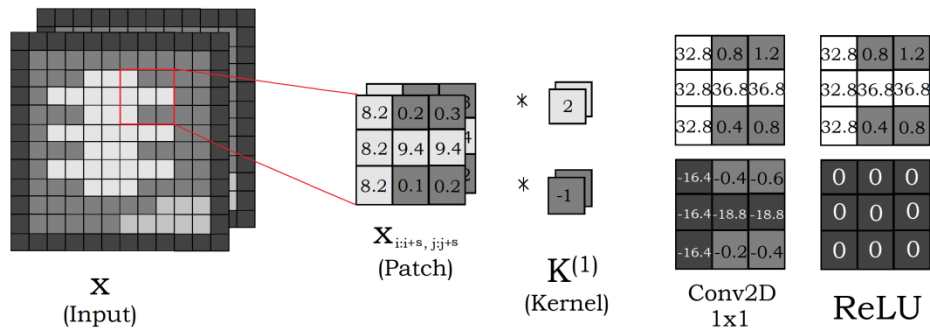 8.2 0.2 0.3
8.2 9.4 9.4
8.2 0.1 0.2
* 2
* -1
32.8 0.8 1.2
32.8 36.8 36.8
32.8 0.4 0.8
-16.4 -0.4 -0.6
-16.4 -18.8 -18.8
-16.4 -0.2 -0.4
32.8 0.8 1.2
32.8 36.8 36.8
32.8 0.4 0.8
0 0 0
0 0 0
0 0 0
x
(Input)
x i:i+s, j:j+s
(Patch)
K(1)
(Kernel)
Conv2D
1x1
ReLU